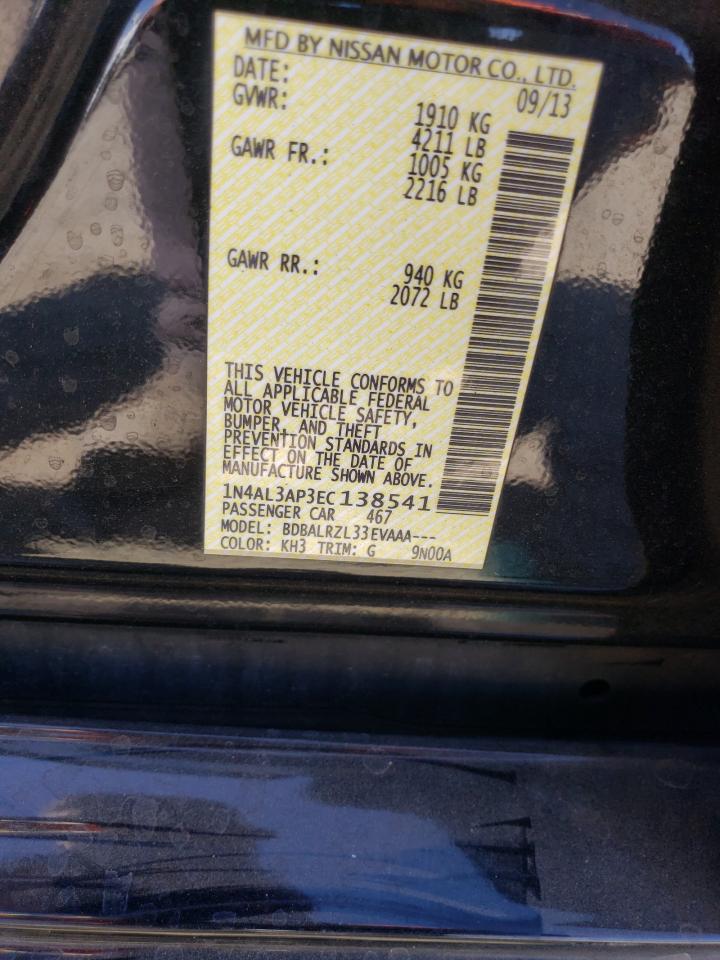 MFD BY NISSAN MOTOR CO., LTD.
DATE: 09/13
GVWR: 1910 KG
4211 LB
GAWR FR.: 1005 KG
2216 LB
GAWR RR.: 940 KG
2072 LB
THIS VEHICLE CONFORMS TO
ALL APPLICABLE FEDERAL
MOTOR VEHICLE SAFETY,
BUMPER, AND THEFT
PREVENTION STANDARDS IN
EFFECT ON THE DATE OF
MANUFACTURE SHOWN ABOVE.
1N4AL3AP3EC138541
PASSENGER CAR 467
MODEL: BDBALRZL33EVAAA---
COLOR: KH3 TRIM: G 9N00A